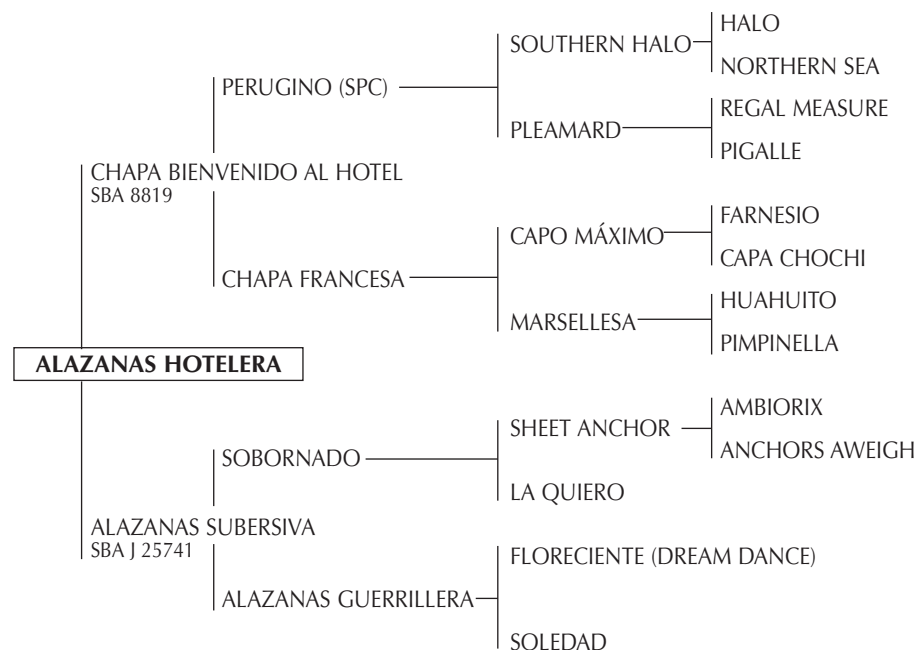 HALO
SOUTHERN HALO
NORTHERN SEA
PERUGINO (SPC)
REGAL MEASURE
PLEAMARD
PIGALLE
CHAPA BIENVENIDO AL HOTEL
SBA 8819
FARNESIO
CAPO MÁXIMO
CAPA CHOCHI
CHAPA FRANCESA
HUAHUITO
MARSELLESA
PIMPINELLA
ALAZANAS HOTELERA
AMBIORIX
SHEET ANCHOR
ANCHORS AWEIGH
SOBORNADO
LA QUIERO
ALAZANAS SUBERSIVA
SBA J 25741
FLORECIENTE (DREAM DANCE)
ALAZANAS GUERRILLERA
SOLEDAD